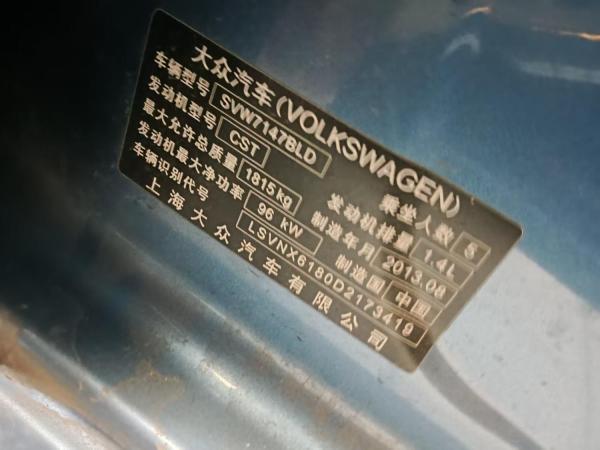 大众汽车(VOLKSWAGEN)
车辆型号 SVW7147BLD 乘坐人数 5
发动机型号 CST 发动机排量 1.4L
最大允许总质量 1815kg 制造年月 2013.08
发动机最大净功率 96 kW 制造国 中国
车辆识别代号 LSVNX6180D2173419
上海大众汽车有限公司